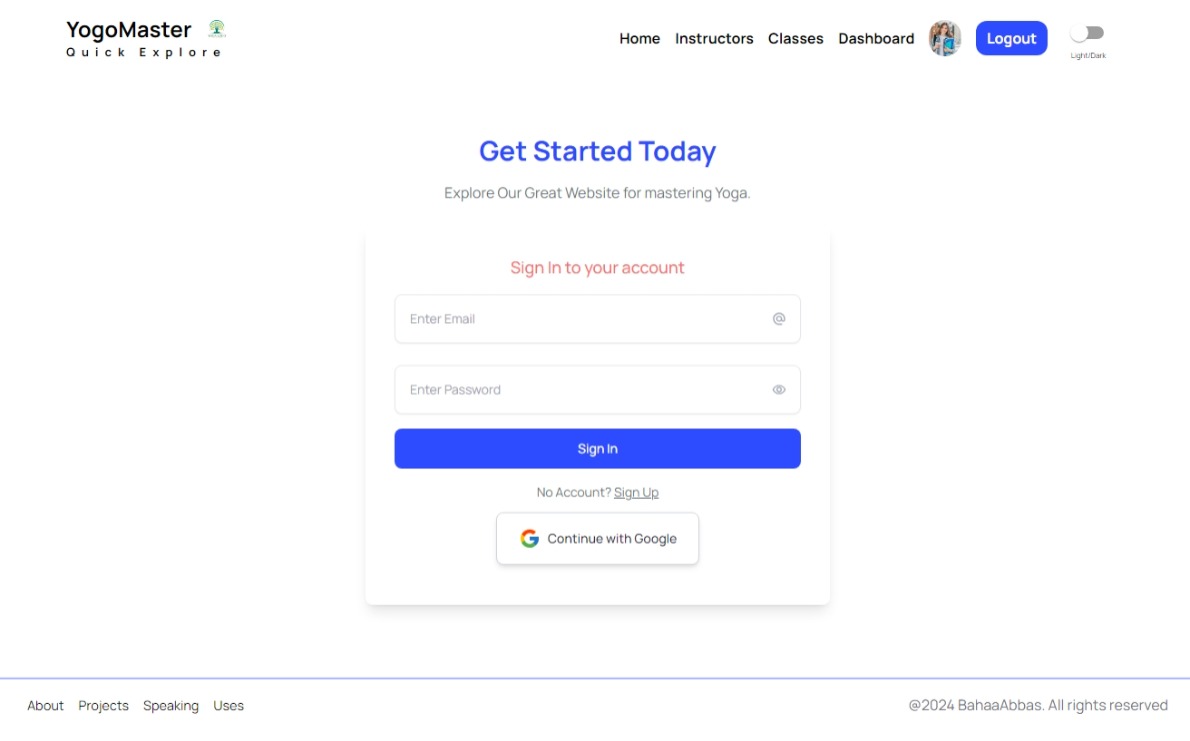 YogoMaster
Quick Explore
Home Instructors Classes Dashboard Logout
Light/Dark
Get Started Today
Explore Our Great Website for mastering Yoga.
Sign In to your account
Enter Email
Enter Password
Sign In
No Account? Sign Up
Continue with Google
About Projects Speaking Uses
@2024 BahaaAbbas. All rights reserved